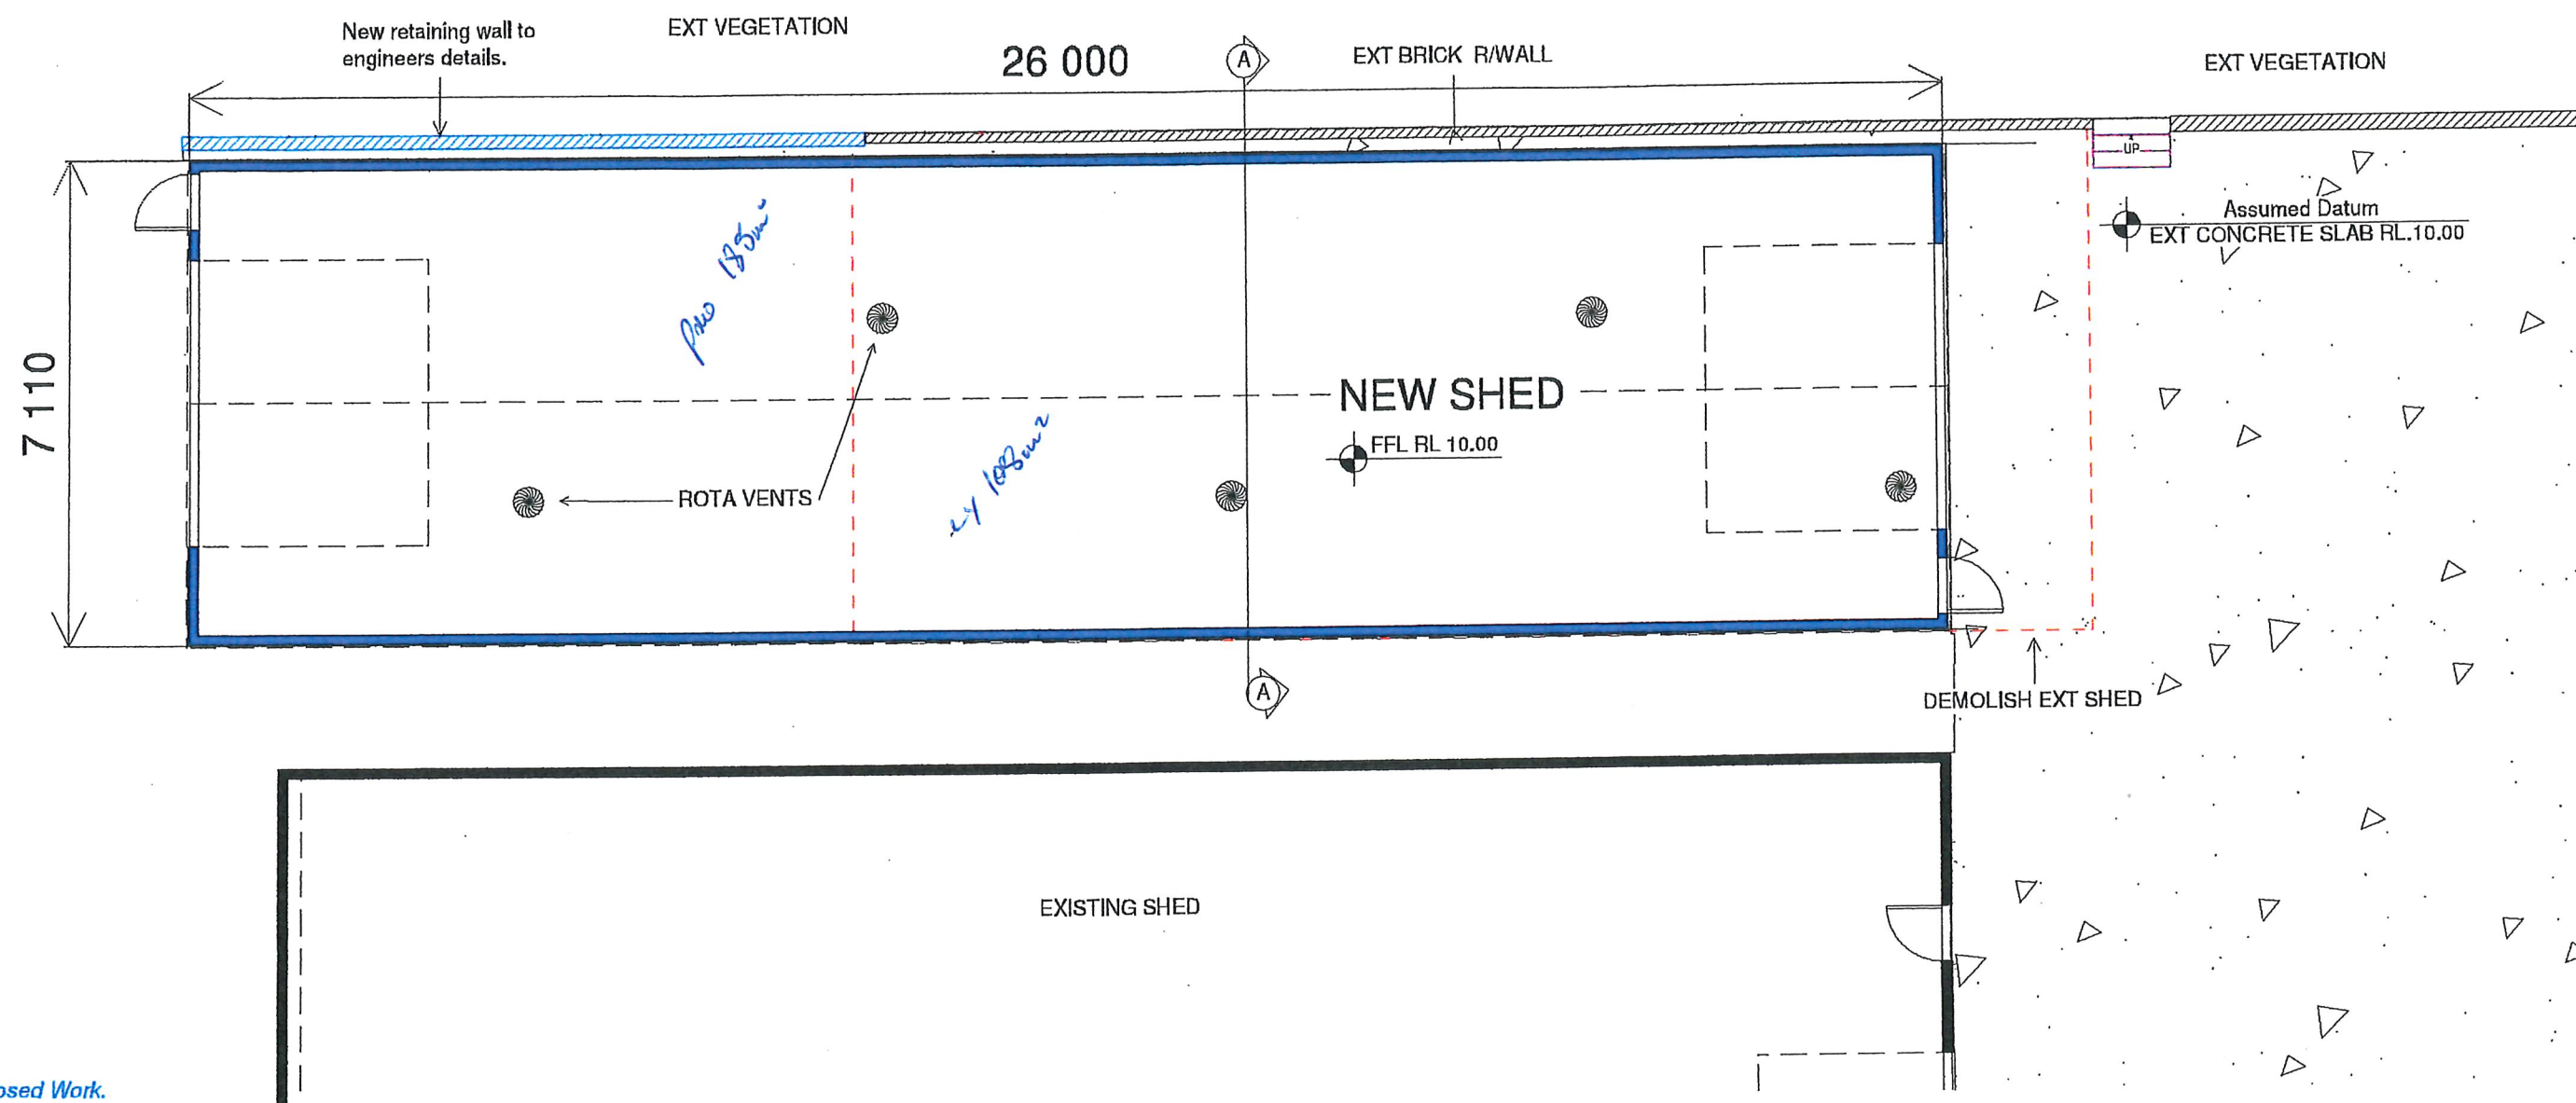 New retaining wall to
engineers details.
EXT VEGETATION
26 000
A
EXT BRICK R/WALL
EXT VEGETATION
UP
Assumed Datum
EXT CONCRETE SLAB RL.10.00
7 110
185m²
NEW SHED
FFL RL 10.00
108m²
ROTA VENTS
A
DEMOLISH EXT SHED
EXISTING SHED
osed Work.